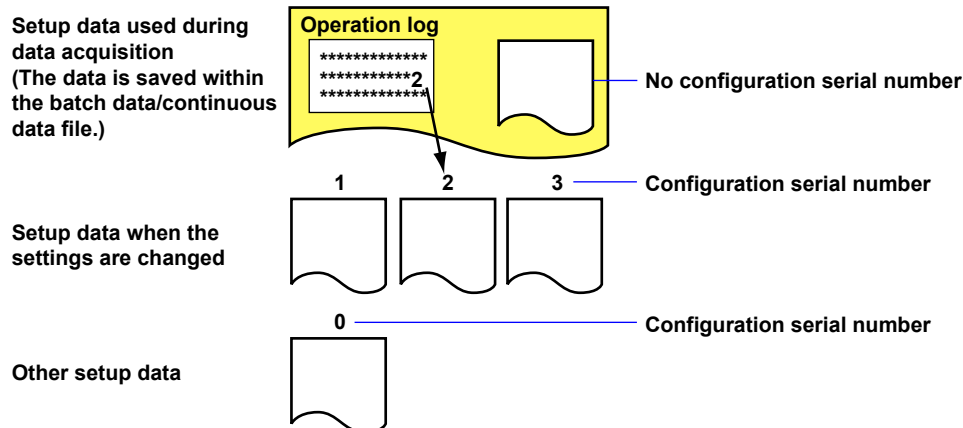 Setup data used during
data acquisition
(The data is saved within
the batch data/continuous
data file.)
Operation log
*************
***********2
*************
No configuration serial number
1 2 3
Configuration serial number
Setup data when the
settings are changed
0
Configuration serial number
Other setup data